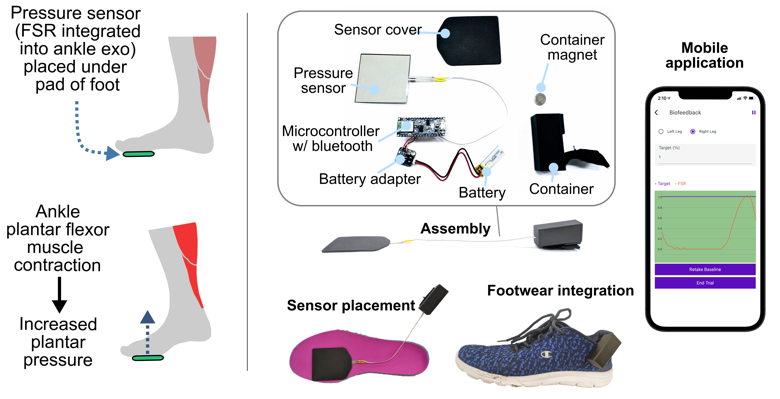 Pressure sensor
(FSR integrated
into ankle exo)
placed under
pad of foot
Ankle
plantar flexor
muscle
contraction
Increased
plantar
pressure
Sensor cover
Pressure
sensor
Microcontroller
w/ bluetooth
Battery adapter
Battery
Container
magnet
Container
Assembly
Sensor placement
Footwear integration
Mobile
application
2:10
Biofeedback
Left Leg
Right Leg
Target (%)
1
Target
FSR
Retake Baseline
End Trial